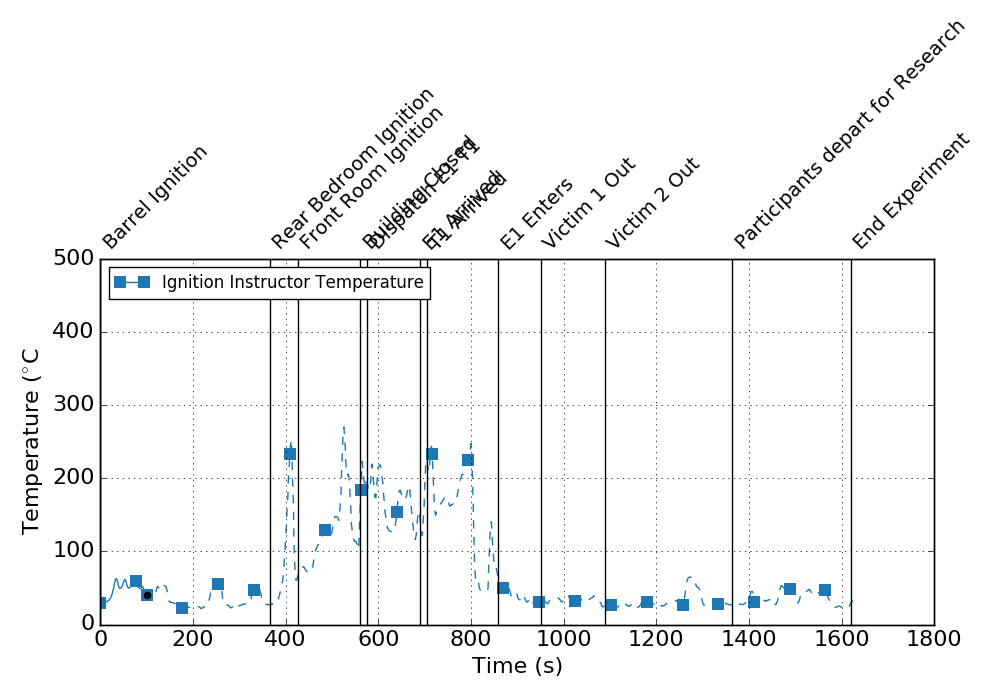 Barrel Ignition
Rear Bedroom Ignition
Front Room Ignition
Building Closed
Dispatch E1 T1
E1 Arrived
T1 Arrived
E1 Enters
Victim 1 Out
Victim 2 Out
Participants depart for Research
End Experiment
Ignition Instructor Temperature
500
400
300
200
100
0
Temperature (°C
0 200 400 600 800 1000 1200 1400 1600 1800
Time (s)